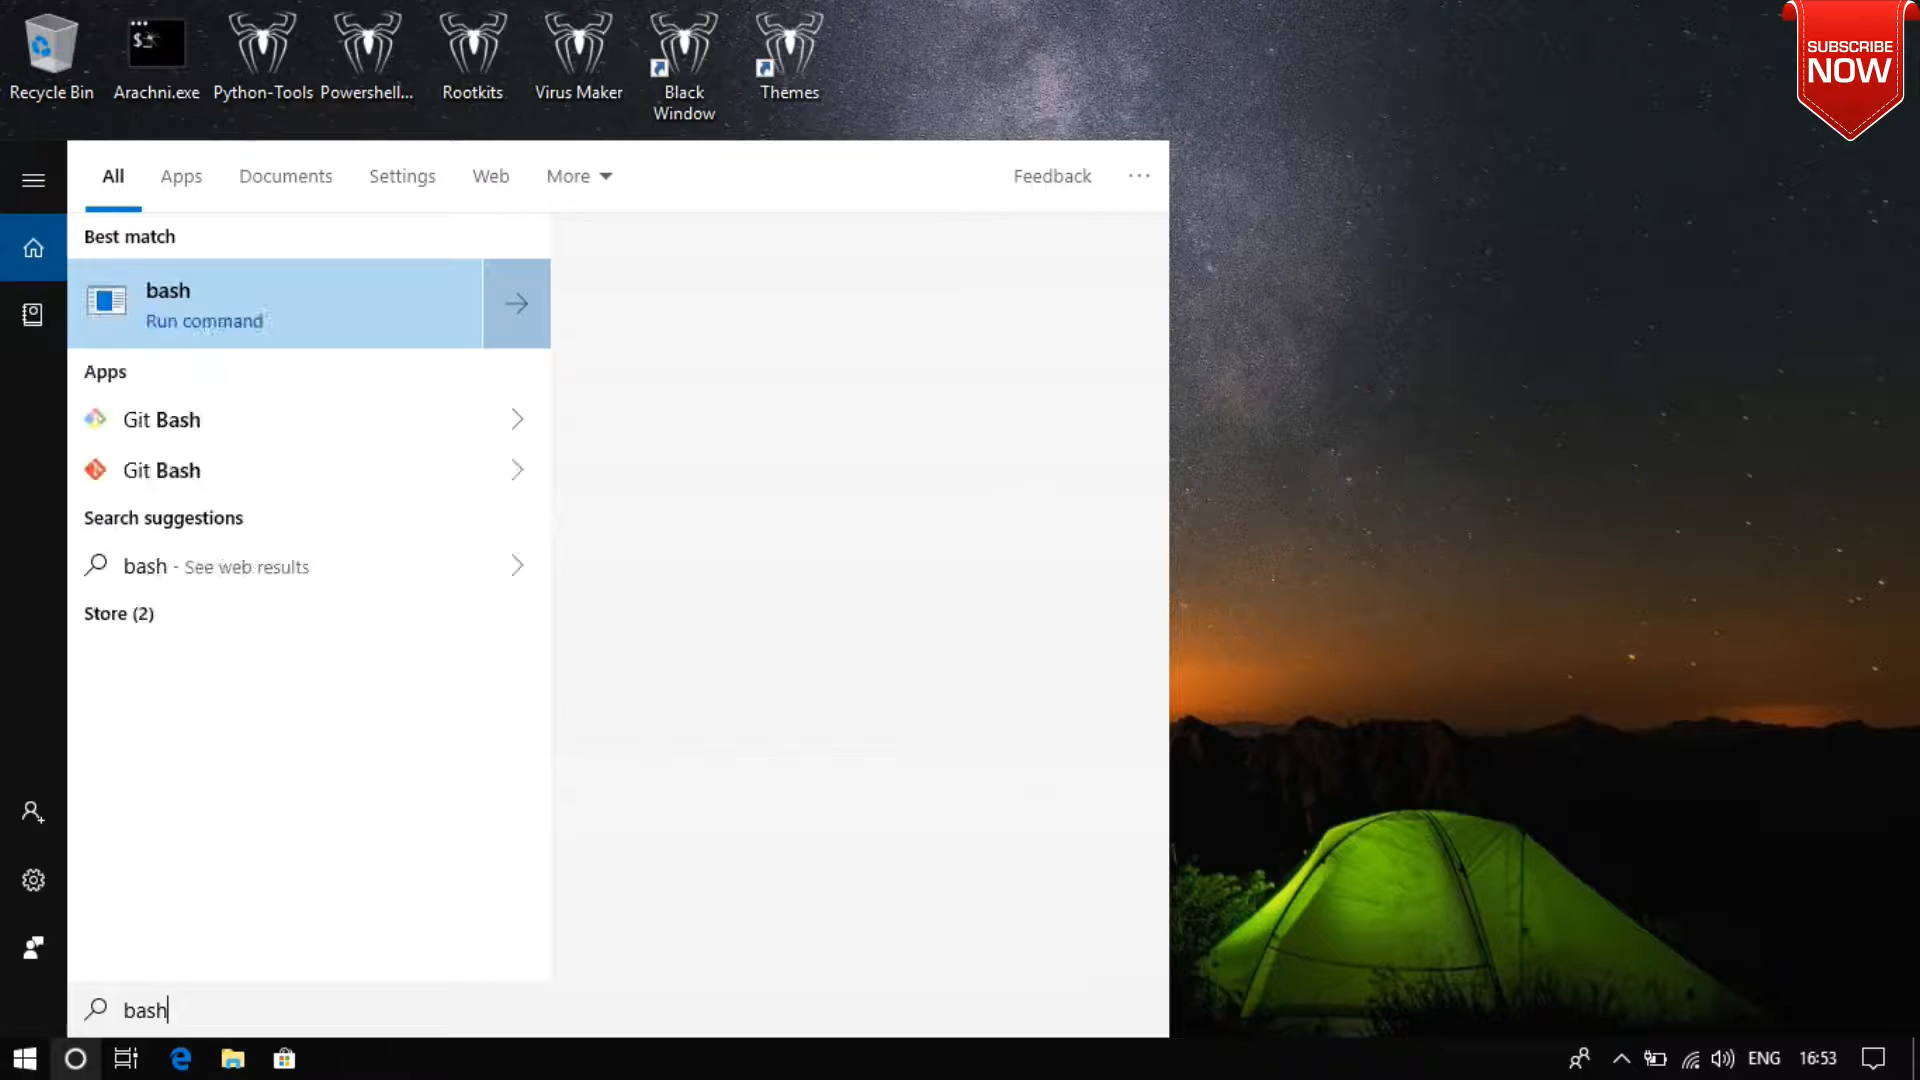 SUBSCRIBE
NOW
Recycle Bin
Arachni.exe
Python-Tools
Powershell...
Rootkits
Virus Maker
Black
Window
Themes
All
Apps
Documents
Settings
Web
More
Feedback
Best match
bash
Run command
Apps
Git Bash
Git Bash
Search suggestions
bash - See web results
Store (2)
bash
ENG
16:53